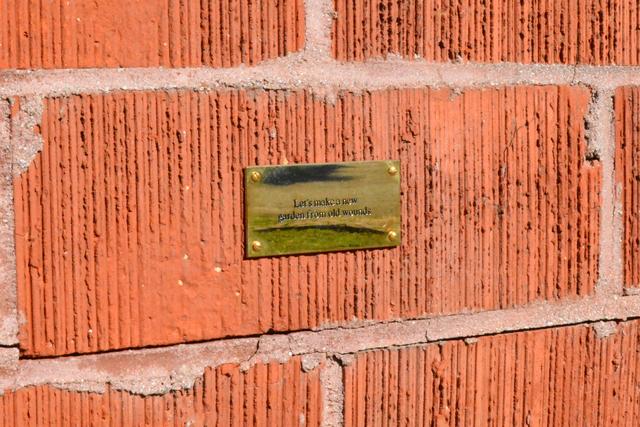 Let's make a new
garden from old wounds